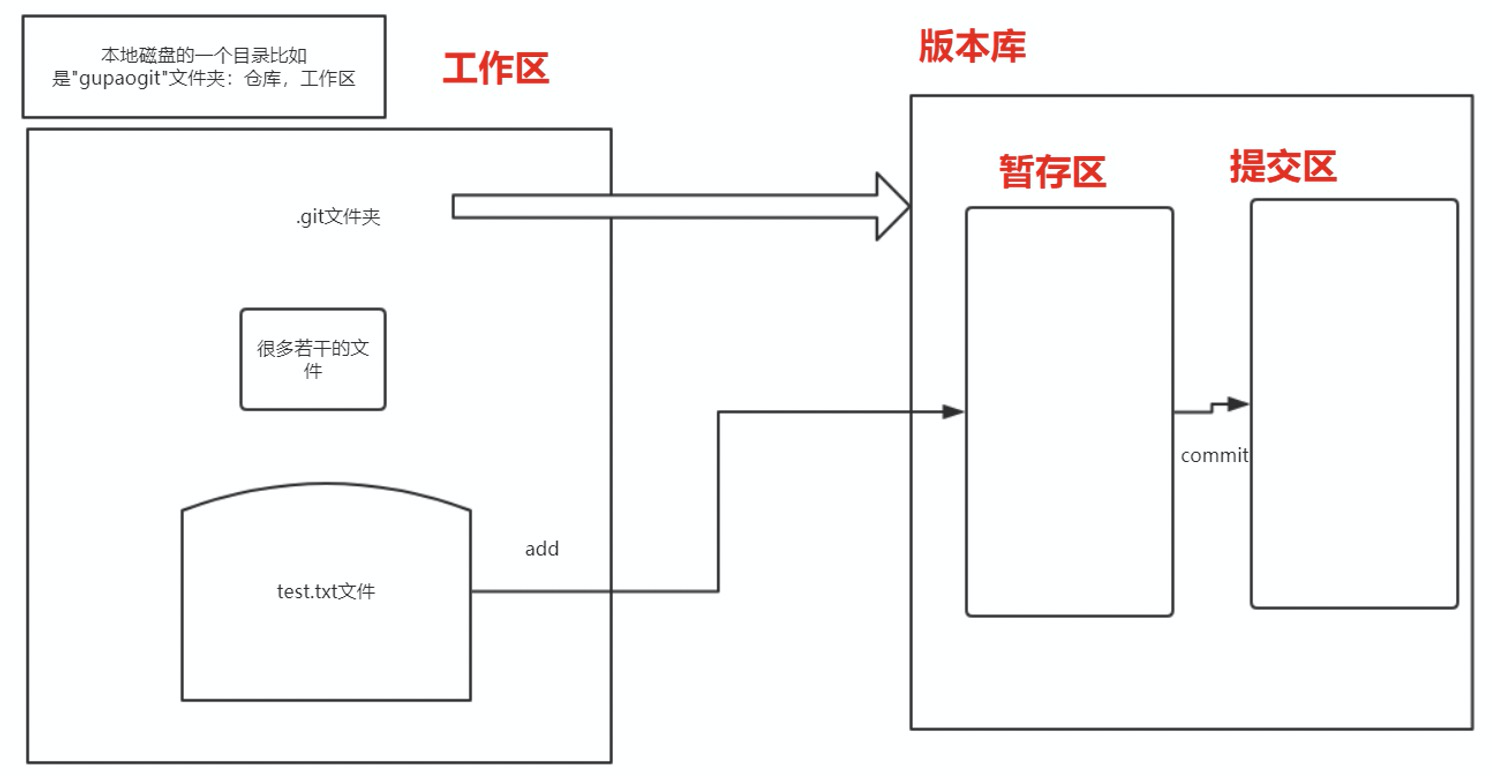 本地磁盘的一个目录比如
是"gupaogit"文件夹：仓库，工作区
工作区
版本库
暂存区
提交区
.git文件夹
很多若干的文
件
commit
add
test.txt文件